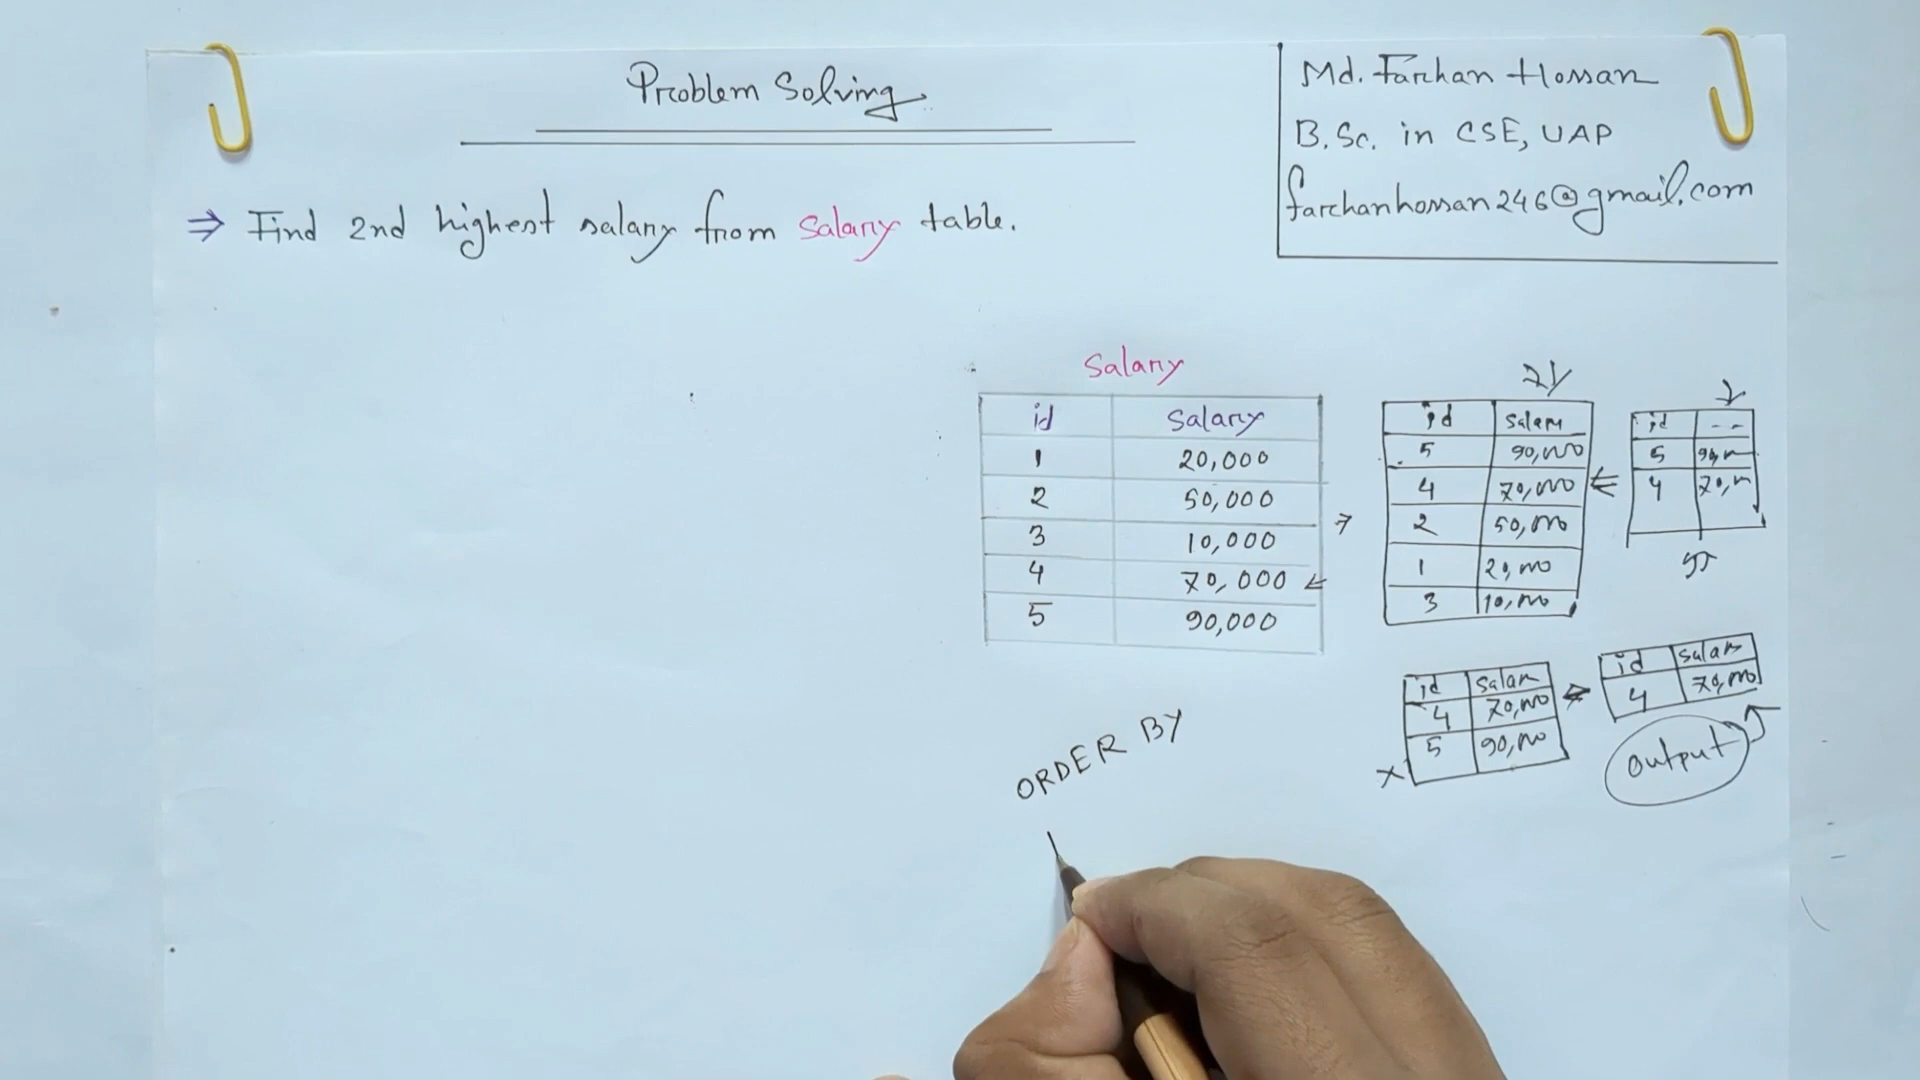 Problem Solving
Md. Farhan Hossan
B.Sc. in CSE, UAP
farhanhossan246@gmail.com
⇒ Find 2nd highest salary from Salary table.
Salary
id Salary
1 20,000
2 50,000
3 10,000
4 70,000
5 90,000
id Salary
5 90,000
4 70,000
2 50,000
1 20,000
3 10,000
id --
5
4
id Salary
4 70,000
5 90,000
id Salary
4 70,000
output
ORDER BY